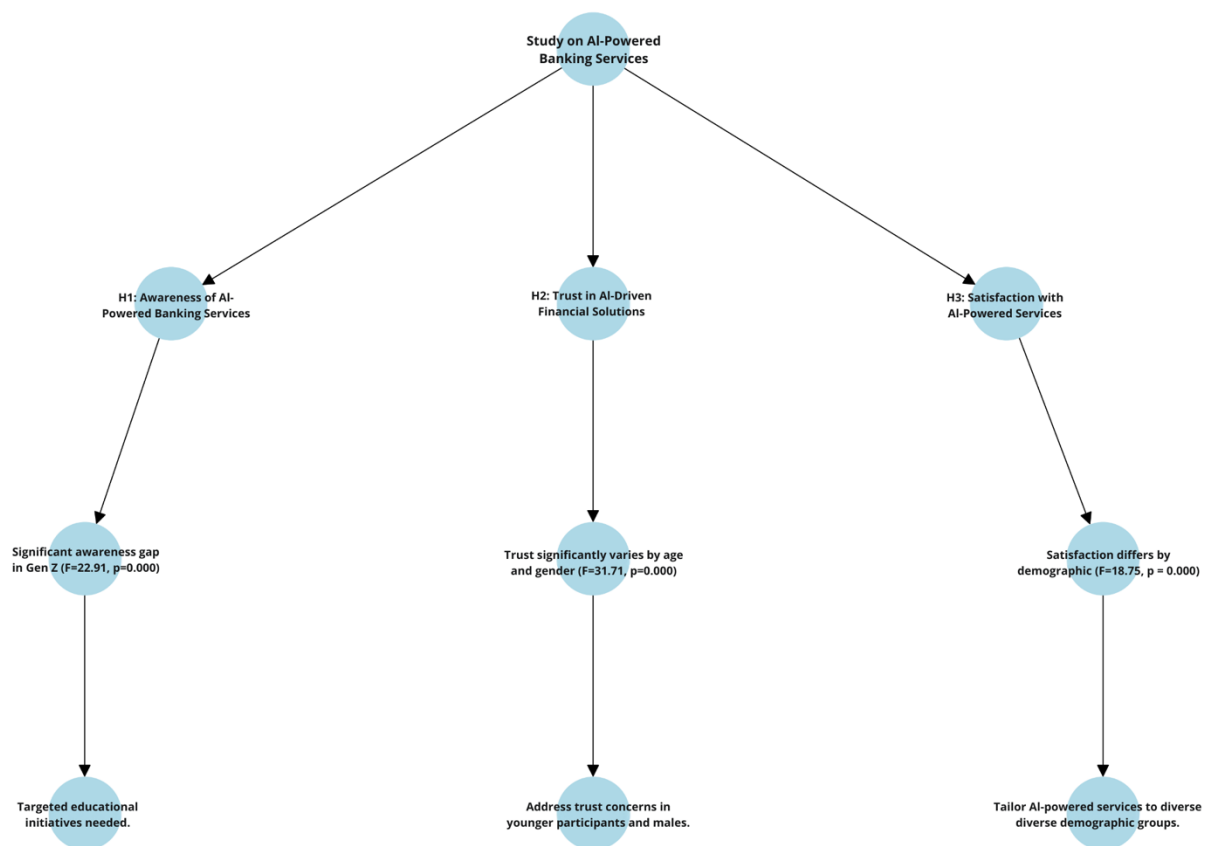 Study on AI-Powered
Banking Services
H1: Awareness of AI-
Powered Banking Services
H2: Trust in AI-Driven
Financial Solutions
H3: Satisfaction with
AI-Powered Services
Significant awareness gap
in Gen Z (F=22.91, p=0.000)
Trust significantly varies by age
and gender (F=31.71, p=0.000)
Satisfaction differs by
demographic (F=18.75, p = 0.000)
Targeted educational
initiatives needed.
Address trust concerns in
younger participants and males.
Tailor AI-powered services to diverse
diverse demographic groups.